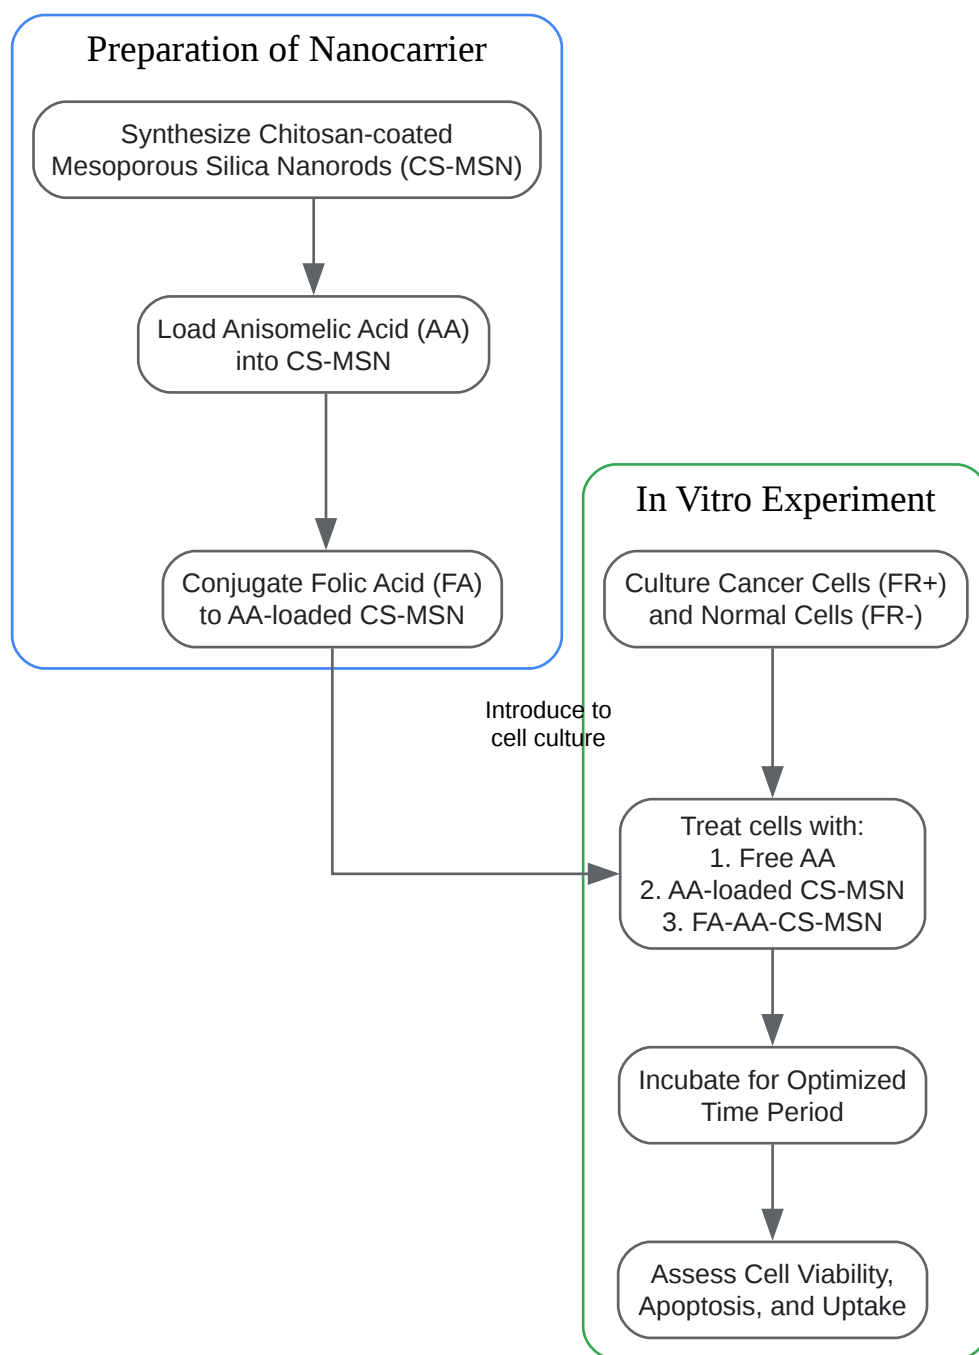 Preparation of Nanocarrier
Synthesize Chitosan-coated
Mesoporous Silica Nanorods (CS-MSN)
Load Anisomelic Acid (AA)
into CS-MSN
Conjugate Folic Acid (FA)
to AA-loaded CS-MSN
Introduce to
cell culture
In Vitro Experiment
Culture Cancer Cells (FR+)
and Normal Cells (FR-)
Treat cells with:
1. Free AA
2. AA-loaded CS-MSN
3. FA-AA-CS-MSN
Incubate for Optimized
Time Period
Assess Cell Viability,
Apoptosis, and Uptake